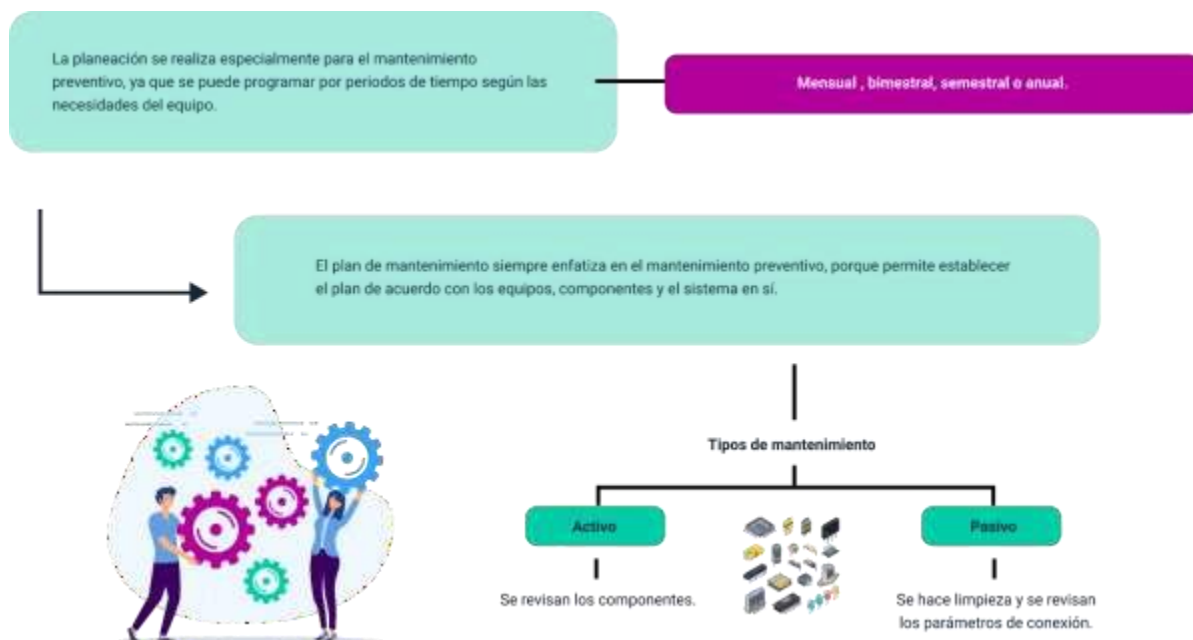 La planeación se realiza especialmente para el mantenimiento
preventivo, ya que se puede programar por periodos de tiempo según las
necesidades del equipo.
Mensual , bimestral, semestral o anual.
El plan de mantenimiento siempre enfatiza en el mantenimiento preventivo, porque permite establecer
el plan de acuerdo con los equipos, componentes y el sistema en sí.
Tipos de mantenimiento
Activo
Pasivo
Se revisan los componentes.
Se hace limpieza y se revisan
los parámetros de conexión.